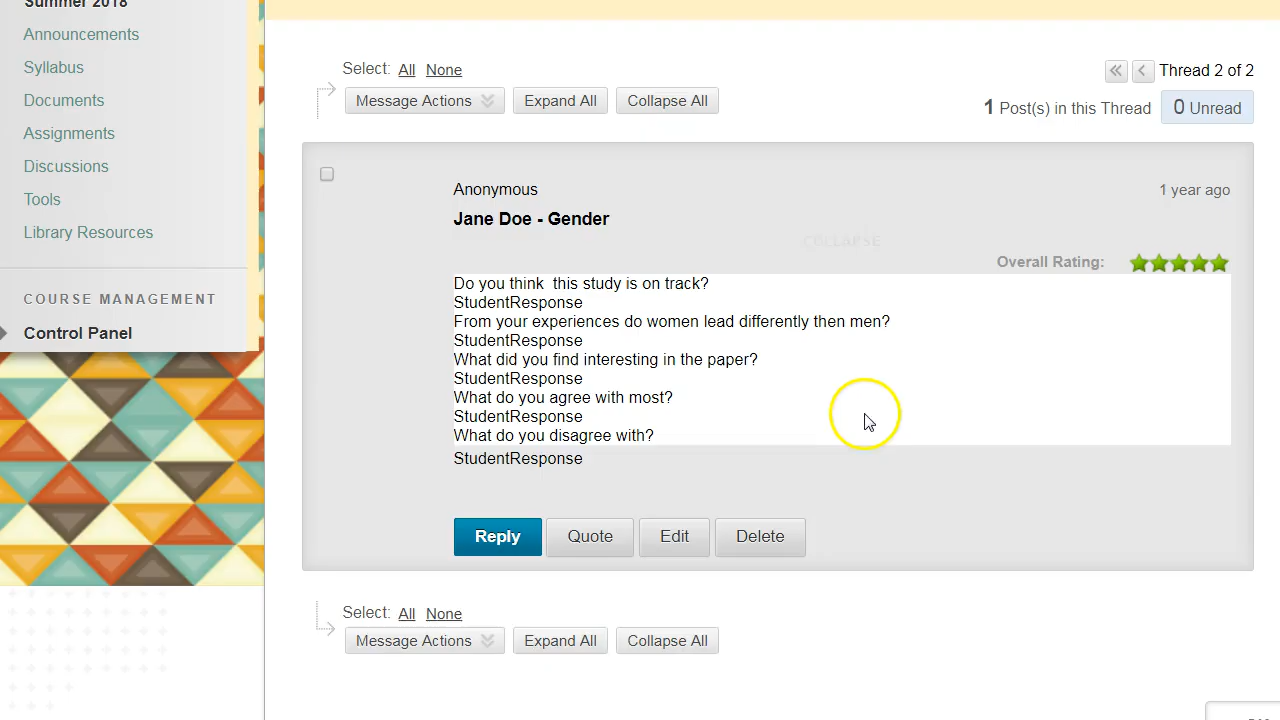 Summer 2018
Announcements
Syllabus
Documents
Assignments
Discussions
Tools
Library Resources
COURSE MANAGEMENT
Control Panel
Select: All None
Message Actions Expand All Collapse All
Thread 2 of 2
1 Post(s) in this Thread 0 Unread
Anonymous
1 year ago
Jane Doe - Gender
COLLAPSE
Overall Rating:
Do you think  this study is on track?
StudentResponse
From your experiences do women lead differently then men?
StudentResponse
What did you find interesting in the paper?
StudentResponse
What do you agree with most?
StudentResponse
What do you disagree with?
StudentResponse
Reply Quote Edit Delete
Select: All None
Message Actions Expand All Collapse All